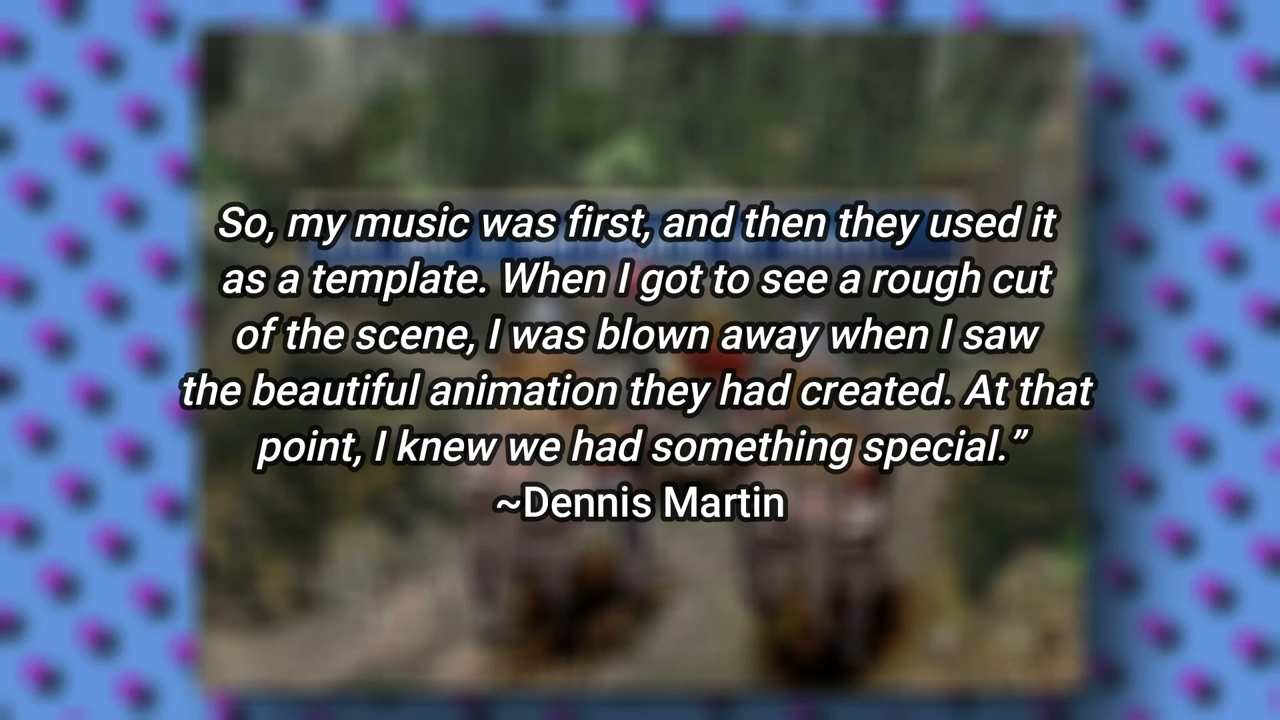 So, my music was first, and then they used it
as a template. When I got to see a rough cut
of the scene, I was blown away when I saw
the beautiful animation they had created. At that
point, I knew we had something special.”
~Dennis Martin